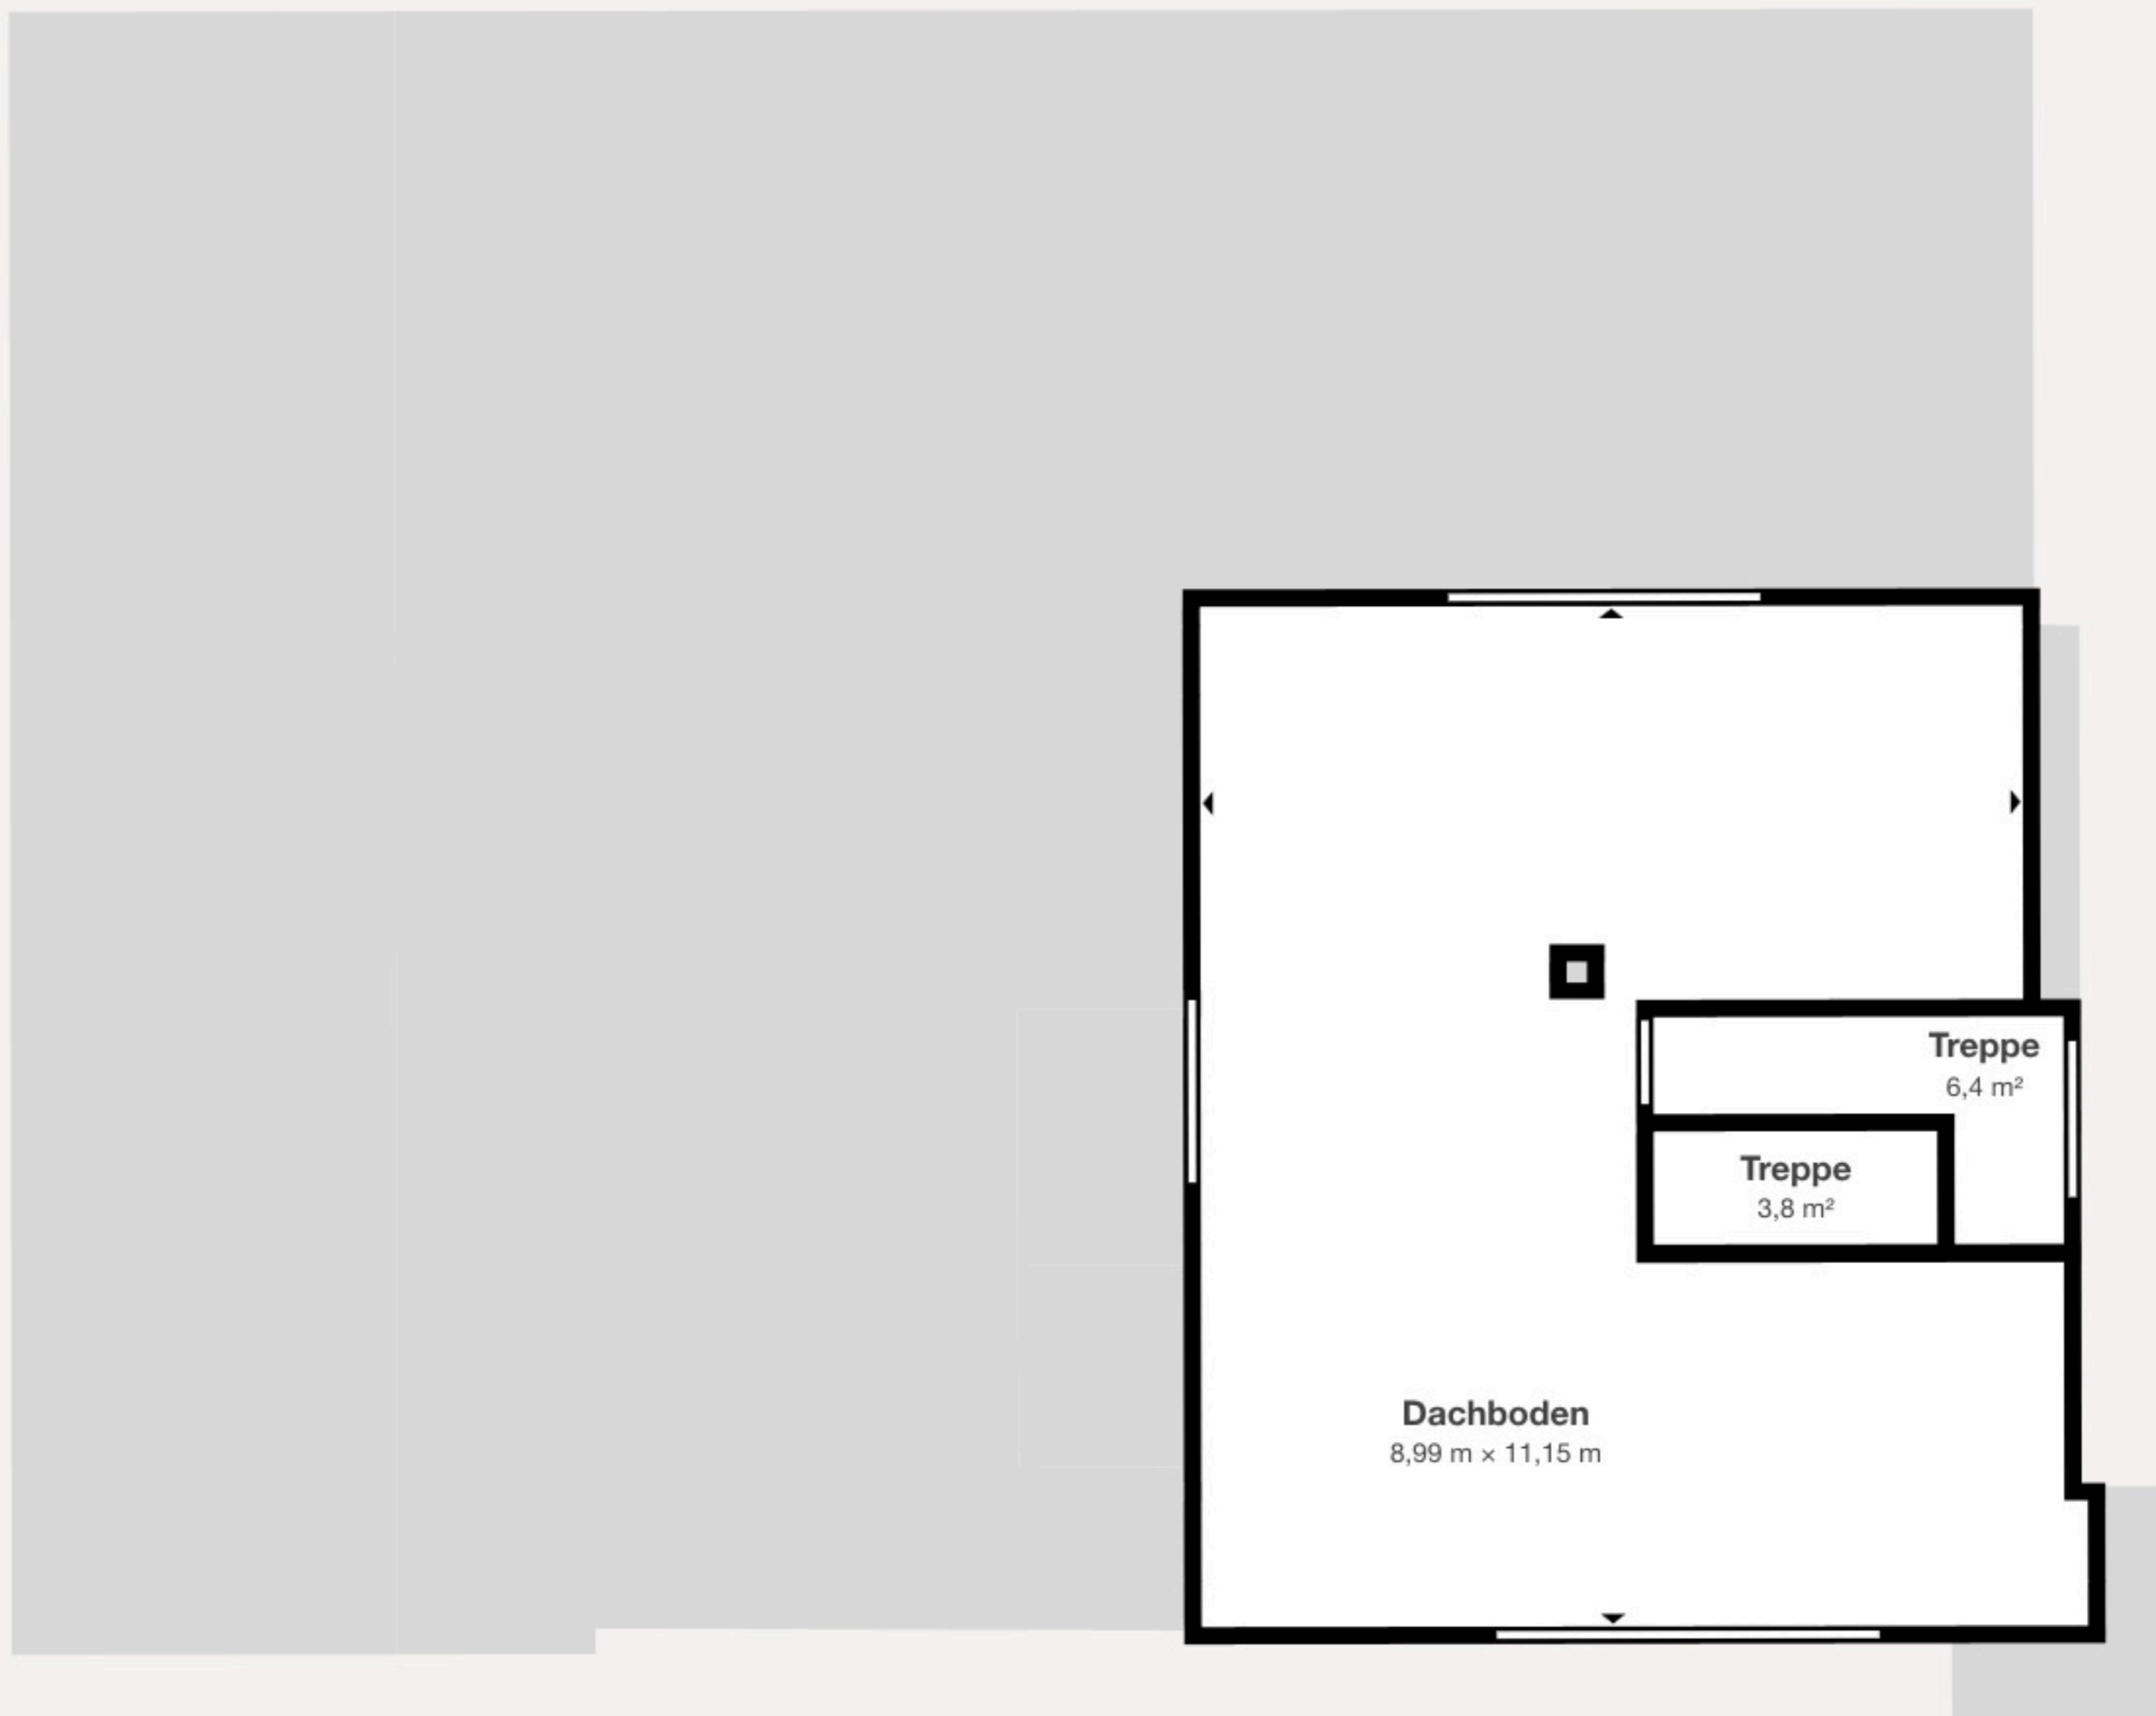 Treppe
6,4 m²
Treppe
3,8 m²
Dachboden
8,99 m × 11,15 m